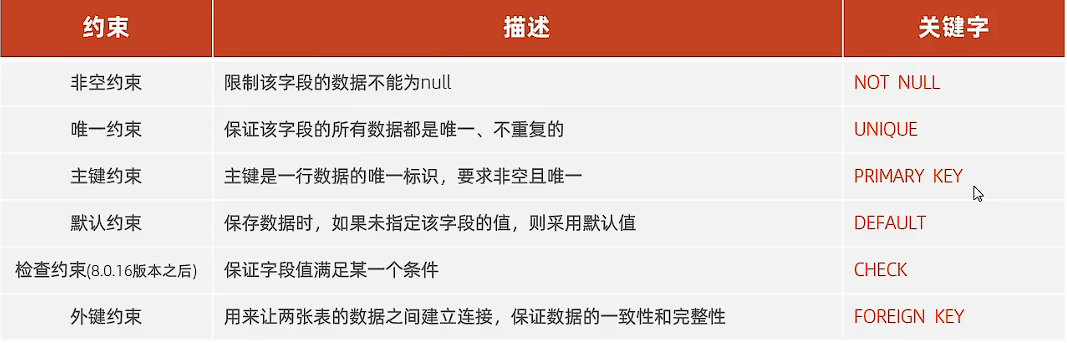 约束 描述 关键字
非空约束 限制该字段的数据不能为null NOT NULL
唯一约束 保证该字段的所有数据都是唯一、不重复的 UNIQUE
主键约束 主键是一行数据的唯一标识，要求非空且唯一 PRIMARY KEY
默认约束 保存数据时，如果未指定该字段的值，则采用默认值 DEFAULT
检查约束(8.0.16版本之后) 保证字段值满足某一个条件 CHECK
外键约束 用来让两张表的数据之间建立连接，保证数据的一致性和完整性 FOREIGN KEY